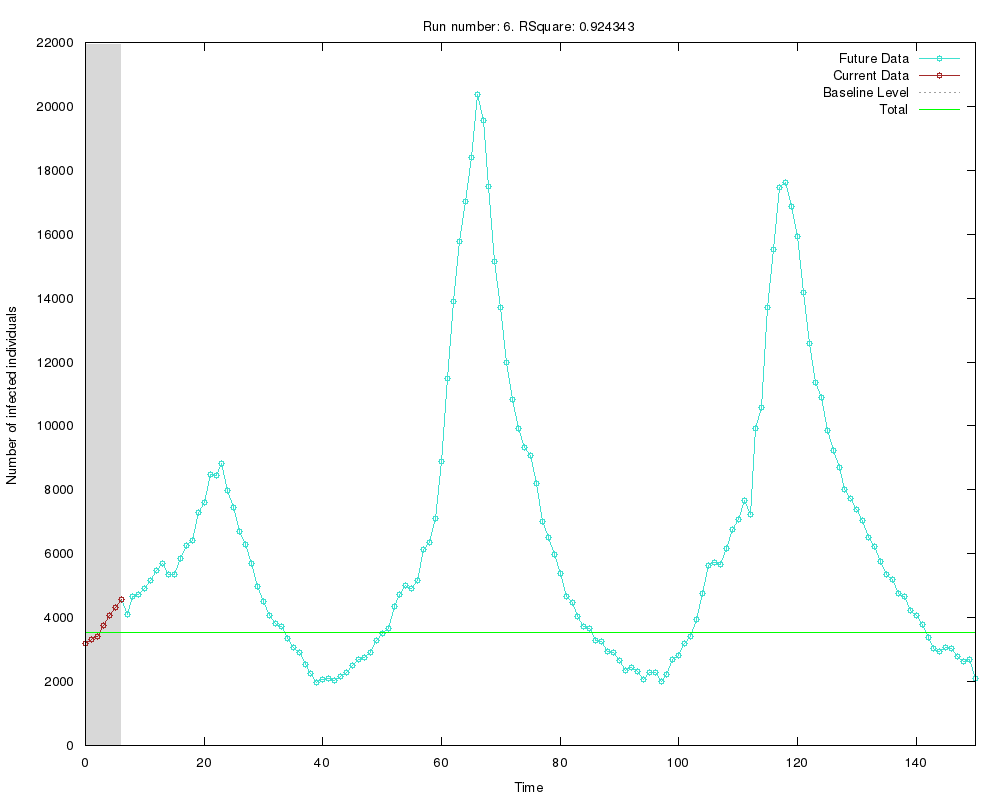 Run number: 6. RSquare: 0.924343
Future Data
Current Data
Baseline Level
Total
22000
20000
18000
16000
14000
12000
10000
8000
6000
4000
2000
0
Number of infected individuals
0 20 40 60 80 100 120 140
Time